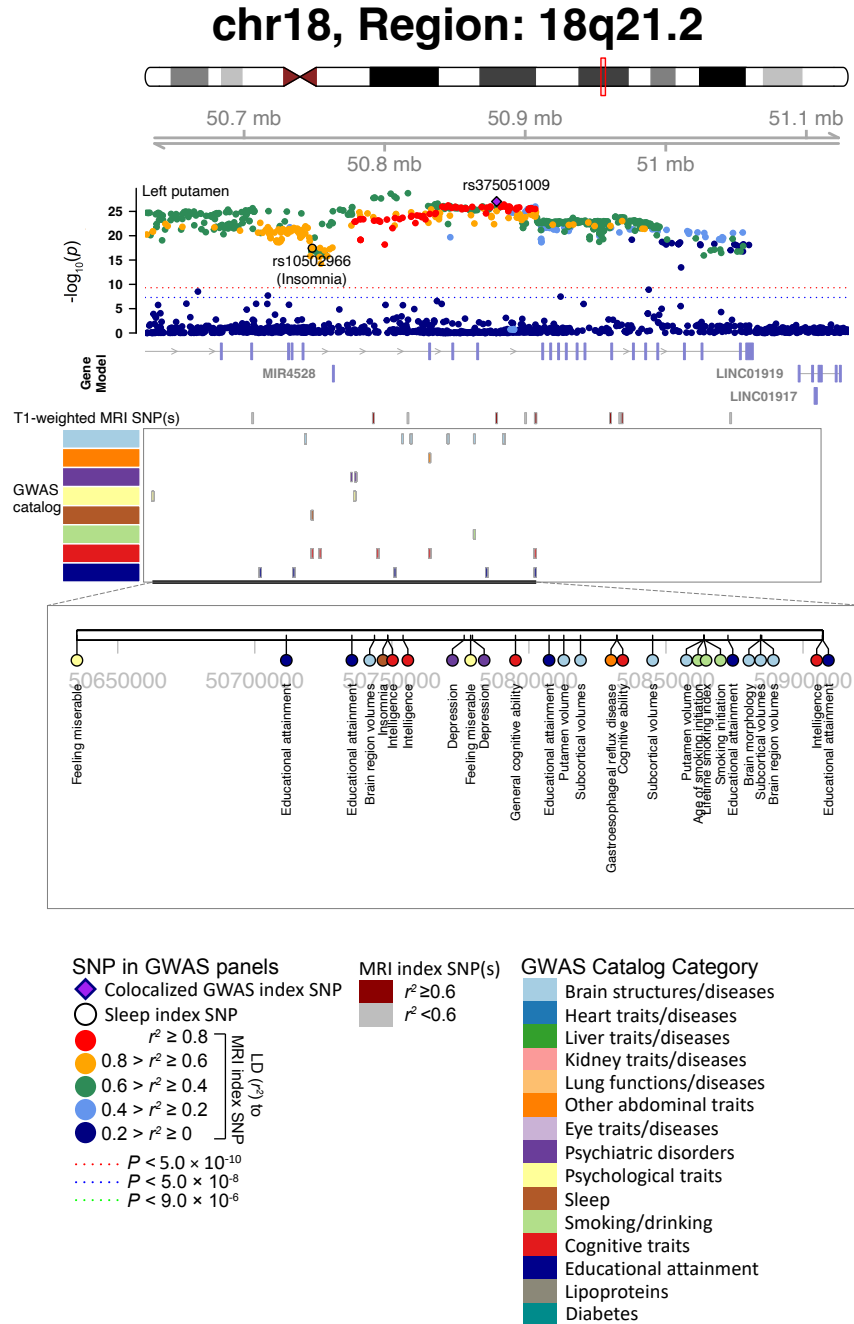 chr18, Region: 18q21.2
50.7 mb
50.9 mb
51.1 mb
50.8 mb
51 mb
Left putamen
rs375051009
rs10502966
(Insomnia)
-log10(p)
25
20
15
10
5
0
Gene
Model
MIR4528
LINC01919
LINC01917
T1-weighted MRI SNP(s)
GWAS
catalog
50650000
50700000
50750000
50800000
50850000
50900000
Feeling miserable
Educational attainment
Educational attainment
Brain region volumes
Insomnia
Intelligence
Intelligence
Depression
Feeling miserable
Depression
General cognitive ability
Educational attainment
Putamen volume
Subcortical volumes
Gastroesophageal reflux disease
Cognitive ability
Subcortical volumes
Putamen volume
Age of smoking initiation
Lifetime smoking index
Smoking initiation
Educational attainment
Brain morphology
Subcortical volumes
Brain region volumes
Intelligence
Educational attainment
SNP in GWAS panels
Colocalized GWAS index SNP
Sleep index SNP
r² ≥ 0.8
0.8 > r² ≥ 0.6
0.6 > r² ≥ 0.4
0.4 > r² ≥ 0.2
0.2 > r² ≥ 0
LD (r²) to
MRI index SNP
P < 5.0 × 10⁻¹⁰
P < 5.0 × 10⁻⁸
P < 9.0 × 10⁻⁶
MRI index SNP(s)
r² ≥0.6
r² <0.6
GWAS Catalog Category
Brain structures/diseases
Heart traits/diseases
Liver traits/diseases
Kidney traits/diseases
Lung functions/diseases
Other abdominal traits
Eye traits/diseases
Psychiatric disorders
Psychological traits
Sleep
Smoking/drinking
Cognitive traits
Educational attainment
Lipoproteins
Diabetes